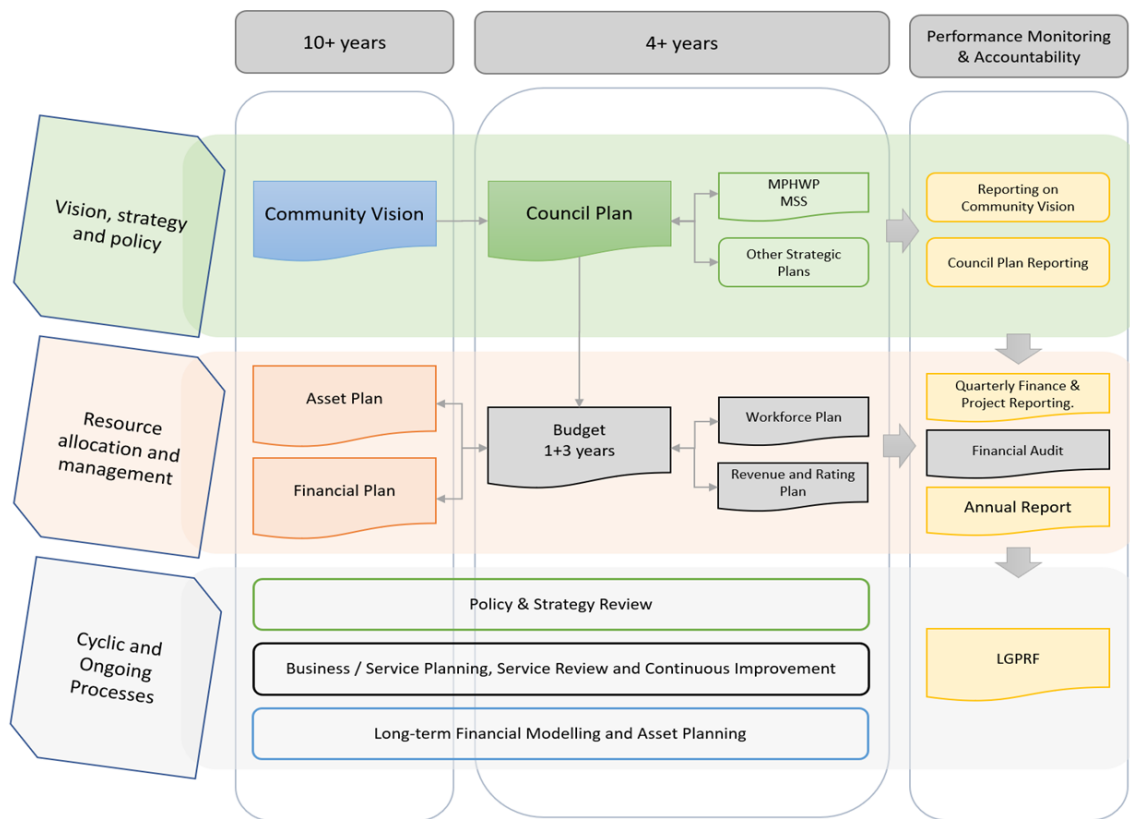 10+ years
4+ years
Performance Monitoring
& Accountability
Vision, strategy
and policy
Community Vision
Council Plan
MPHWP
MSS
Other Strategic
Plans
Reporting on
Community Vision
Council Plan Reporting
Resource
allocation and
management
Asset Plan
Financial Plan
Budget
1+3 years
Workforce Plan
Revenue and Rating
Plan
Quarterly Finance &
Project Reporting.
Financial Audit
Annual Report
Cyclic and
Ongoing
Processes
Policy & Strategy Review
Business / Service Planning, Service Review and Continuous Improvement
Long-term Financial Modelling and Asset Planning
LGPRF